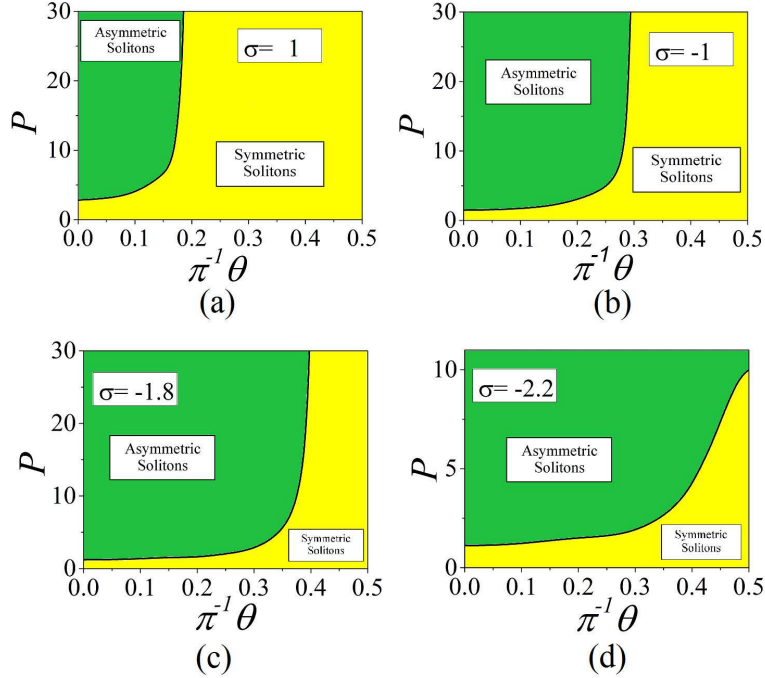 30
20
10
0
P
Asymmetric
Solitons
σ= 1
Symmetric
Solitons
0.0 0.1 0.2 0.3 0.4 0.5
π⁻¹θ
(a)
30
20
10
0
P
Asymmetric
Solitons
σ= -1
Symmetric
Solitons
0.0 0.1 0.2 0.3 0.4 0.5
π⁻¹θ
(b)
30
20
10
0
P
σ= -1.8
Asymmetric
Solitons
Symmetric
Solitons
0.0 0.1 0.2 0.3 0.4 0.5
π⁻¹θ
(c)
10
5
0
P
σ= -2.2
Asymmetric
Solitons
Symmetric
Solitons
0.0 0.1 0.2 0.3 0.4 0.5
π⁻¹θ
(d)